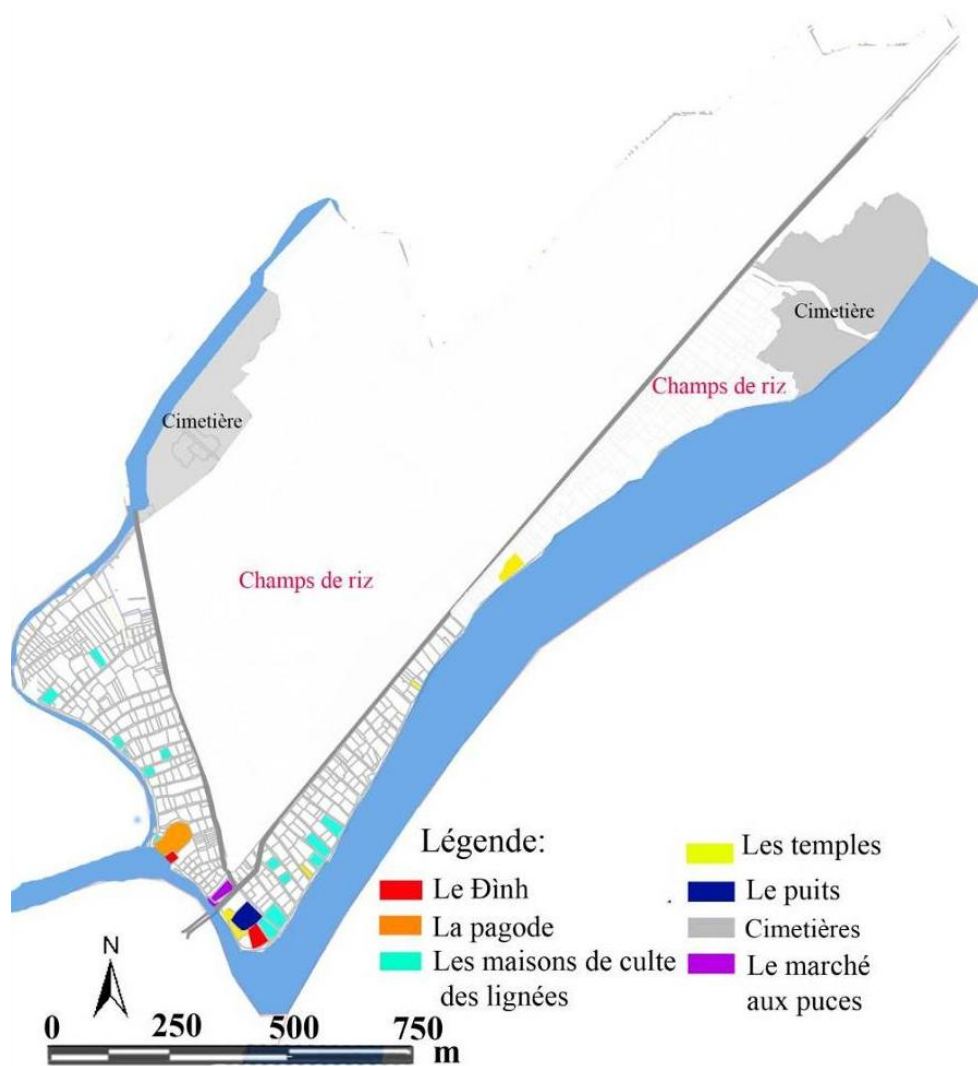 Cimetière
Champs de riz
Cimetière
Champs de riz
Légende:
Le Đình
La pagode
Les maisons de culte
des lignées
Les temples
Le puits
Cimetières
Le marché
aux puces
N
0 250 500 750
m